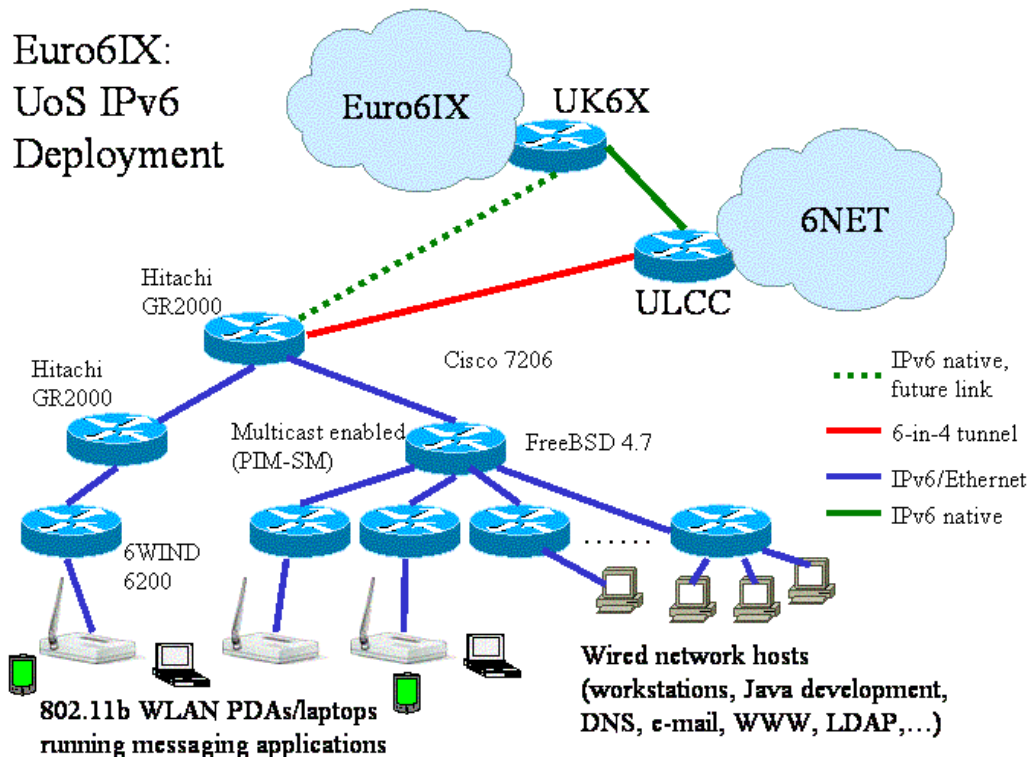 Euro6IX:
UoS IPv6
Deployment
Euro6IX
UK6X
6NET
ULCC
Hitachi
GR2000
Hitachi
GR2000
Cisco 7206
Multicast enabled
(PIM-SM)
FreeBSD 4.7
IPv6 native,
future link
6-in-4 tunnel
IPv6/Ethernet
IPv6 native
6WIND
6200
......
802.11b WLAN PDAs/laptops
running messaging applications
Wired network hosts
(workstations, Java development,
DNS, e-mail, WWW, LDAP,...)